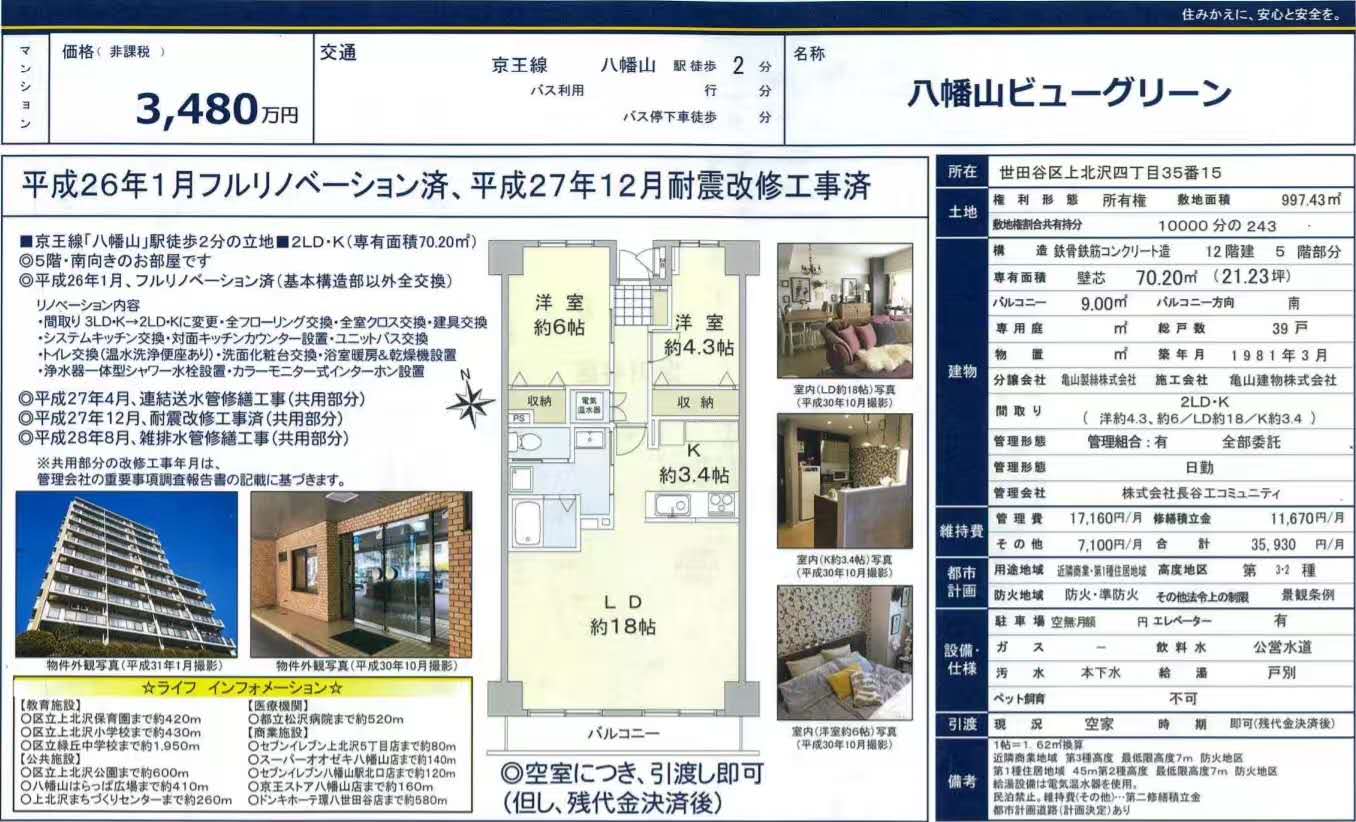 住みかえに、安心と安全を。
マンション
価格(非課税)
3,480万円
交通
京王線 八幡山 駅徒歩 2 分
バス利用 行 分
バス停下車徒歩 分
名称
八幡山ビューグリーン
平成26年1月フルリノベーション済、平成27年12月耐震改修工事済
■京王線「八幡山」駅徒歩2分の立地■2LD・K(専有面積70.20㎡)
◎5階・南向きのお部屋です
◎平成26年1月、フルリノベーション済(基本構造部以外全交換)
リノベーション内容
・間取り 3LD・K→2LD・Kに変更・全フローリング交換・全室クロス交換・建具交換
・システムキッチン交換・対面キッチンカウンター設置・ユニットバス交換
・トイレ交換(温水洗浄便座あり)・洗面化粧台交換・浴室暖房&乾燥機設置
・浄水器一体型シャワー水栓設置・カラーモニター式インターホン設置
◎平成27年4月、連結送水管修繕工事(共用部分)
◎平成27年12月、耐震改修工事済(共用部分)
◎平成28年8月、雑排水管修繕工事(共用部分)
※共用部分の改修工事年月は、
管理会社の重要事項調査報告書の記載に基づきます。
物件外観写真(平成31年1月撮影)
物件外観写真(平成30年10月撮影)
☆ライフ インフォメーション☆
【教育施設】
○区立上北沢保育園まで約420m
○区立上北沢小学校まで約430m
○区立緑丘中学校まで約1,950m
【公共施設】
○区立上北沢公園まで約600m
○八幡山はらっぱ広場まで約410m
○上北沢まちづくりセンターまで約260m
【医療機関】
○都立松沢病院まで約520m
【商業施設】
○セブンイレブン上北沢5丁目店まで約80m
○スーパーオオゼキ八幡山店まで約140m
○セブンイレブン八幡山駅北口店まで約120m
○京王ストア八幡山店まで約160m
○ドンキホーテ環八世田谷店まで約580m
N
MB
洋室
約6帖
洋室
約4.3帖
収納
電気
温水器
収納
PS
K
約3.4帖
LD
約18帖
バルコニー
◎空室につき、引渡し即可
(但し、残代金決済後)
室内(LD約18帖)写真
(平成30年10月撮影)
室内(K約3.4帖)写真
(平成30年10月撮影)
室内(洋室約6帖)写真
(平成30年10月撮影)
所在 世田谷区上北沢四丁目35番15
土地 権利形態 所有権 敷地面積 997.43㎡
敷地権割合共有持分 10000 分の 243
建物
構造 鉄骨鉄筋コンクリート造 12階建 5 階部分
専有面積 壁芯 70.20㎡ (21.23坪)
バルコニー 9.00㎡ バルコニー方向 南
専用庭 ㎡ 総戸数 39戸
物置 ㎡ 築年月 1981年3月
分譲会社 亀山製絲株式会社 施工会社 亀山建物株式会社
間取り 2LD・K
( 洋約4.3、約6/LD約18/K約3.4 )
管理形態 管理組合:有 全部委託
管理形態 日勤
管理会社 株式会社長谷工コミュニティ
維持費 管理費 17,160円/月 修繕積立金 11,670円/月
その他 7,100円/月 合計 35,930 円/月
都市計画 用途地域 近隣商業・第1種住居地域 高度地区 第 3・2 種
防火地域 防火・準防火 その他法令上の制限 景観条例
設備・仕様
駐車場 空無:月額 円 エレベーター 有
ガス − 飲料水 公営水道
汚水 本下水 給湯 戸別
ペット飼育 不可
引渡 現況 空家 時期 即可(残代金決済後)
備考
1帖=1.62㎡換算
近隣商業地域 第3種高度 最低限高度7m 防火地区
第1種住居地域 45m第2種高度 最低限高度7m 防火地区
給湯設備は電気温水器を使用。
民泊禁止。維持費(その他)…第二修繕積立金
都市計画道路(計画決定)あり